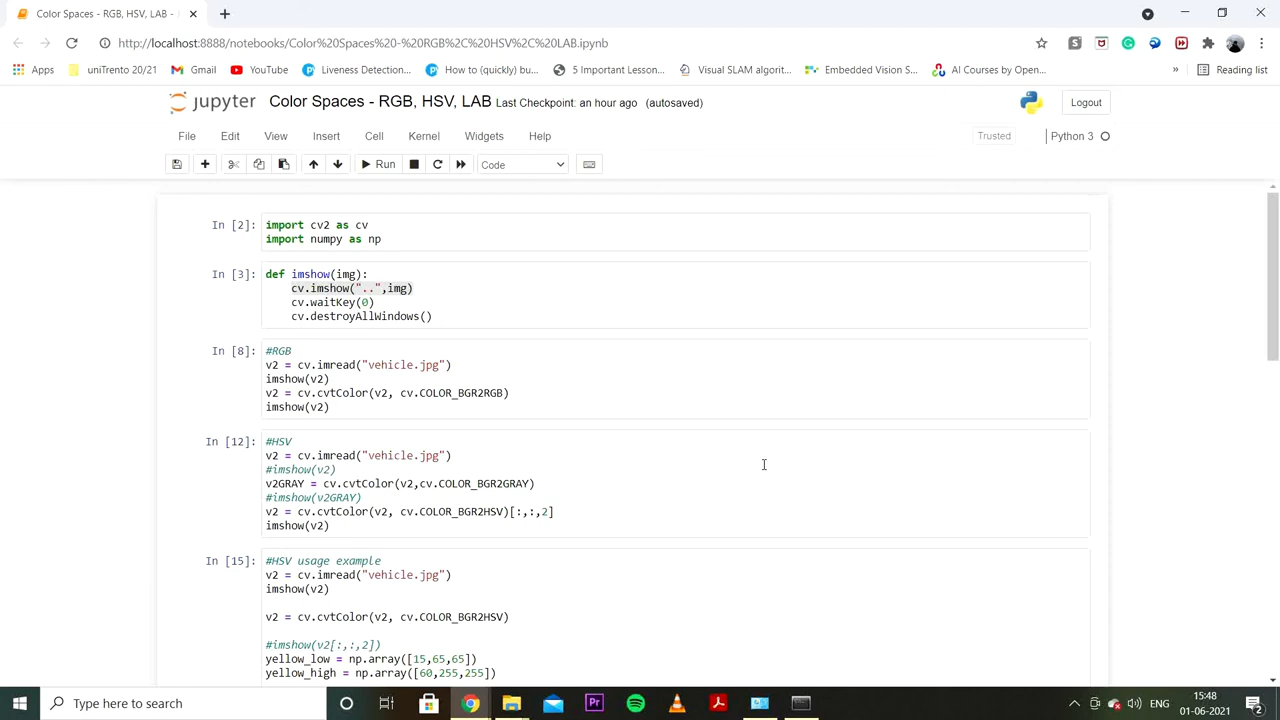 Color Spaces - RGB, HSV, LAB -
http://localhost:8888/notebooks/Color%20Spaces%20-%20RGB%2C%20HSV%2C%20LAB.ipynb
Apps uniTrento 20/21 Gmail YouTube Liveness Detection... How to (quickly) bu... 5 Important Lesson... Visual SLAM algorit... Embedded Vision S... AI Courses by Open... » Reading list
jupyter Color Spaces - RGB, HSV, LAB Last Checkpoint: an hour ago (autosaved) Logout
File Edit View Insert Cell Kernel Widgets Help Trusted Python 3
Run Code
In [2]: import cv2 as cv
import numpy as np
In [3]: def imshow(img):
cv.imshow("..",img)
cv.waitKey(0)
cv.destroyAllWindows()
In [8]: #RGB
v2 = cv.imread("vehicle.jpg")
imshow(v2)
v2 = cv.cvtColor(v2, cv.COLOR_BGR2RGB)
imshow(v2)
In [12]: #HSV
v2 = cv.imread("vehicle.jpg")
#imshow(v2)
v2GRAY = cv.cvtColor(v2,cv.COLOR_BGR2GRAY)
#imshow(v2GRAY)
v2 = cv.cvtColor(v2, cv.COLOR_BGR2HSV)[:,:,2]
imshow(v2)
In [15]: #HSV usage example
v2 = cv.imread("vehicle.jpg")
imshow(v2)
v2 = cv.cvtColor(v2, cv.COLOR_BGR2HSV)
#imshow(v2[:,:,2])
yellow_low = np.array([15,65,65])
yellow_high = np.array([60,255,255])
Type here to search Pr ENG 15:48
01-06-2021 2